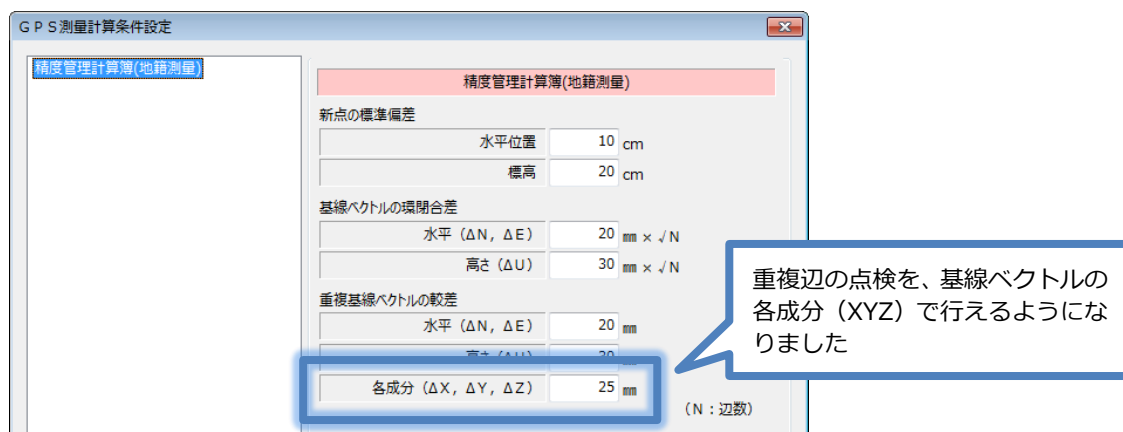 ＧＰＳ測量計算条件設定
精度管理計算簿(地籍測量)
精度管理計算簿(地籍測量)
新点の標準偏差
水平位置 10 cm
標高 20 cm
基線ベクトルの環閉合差
水平（ΔN, ΔE） 20 ㎜ × √N
高さ（ΔU） 30 ㎜ × √N
重複基線ベクトルの較差
水平（ΔN, ΔE） 20 ㎜
高さ（ΔU） 30
各成分（ΔX, ΔY, ΔZ） 25 ㎜
（N：辺数）
重複辺の点検を、基線ベクトルの
各成分（XYZ）で行えるようにな
りました